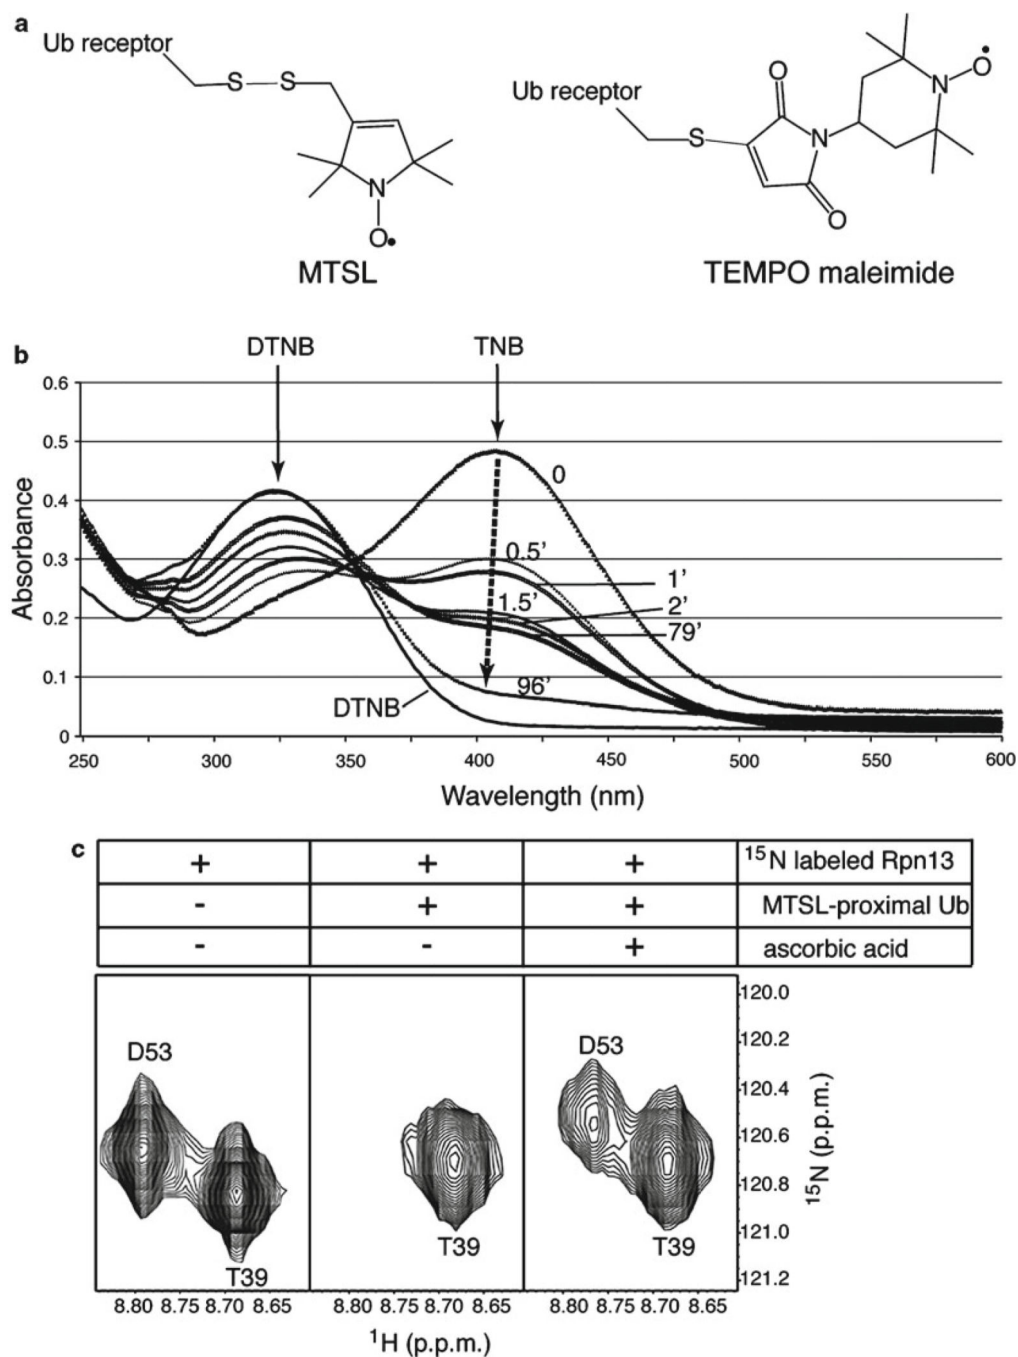 a
Ub receptor
S S
N
O•
MTSL
Ub receptor
S
O
N
O
N
O•
TEMPO maleimide
b
DTNB
TNB
0.6
0.5
0.4
0.3
0.2
0.1
0
Absorbance
0
0.5'
1'
1.5'
2'
79'
96'
DTNB
250 300 350 400 450 500 550 600
Wavelength (nm)
c
+ + + ¹⁵N labeled Rpn13
- + + MTSL-proximal Ub
- - + ascorbic acid
D53
T39
T39
D53
T39
120.0
120.2
120.4
120.6
120.8
121.0
121.2
¹⁵N (p.p.m.)
8.80 8.75 8.70 8.65 8.80 8.75 8.70 8.65 8.80 8.75 8.70 8.65
¹H (p.p.m.)